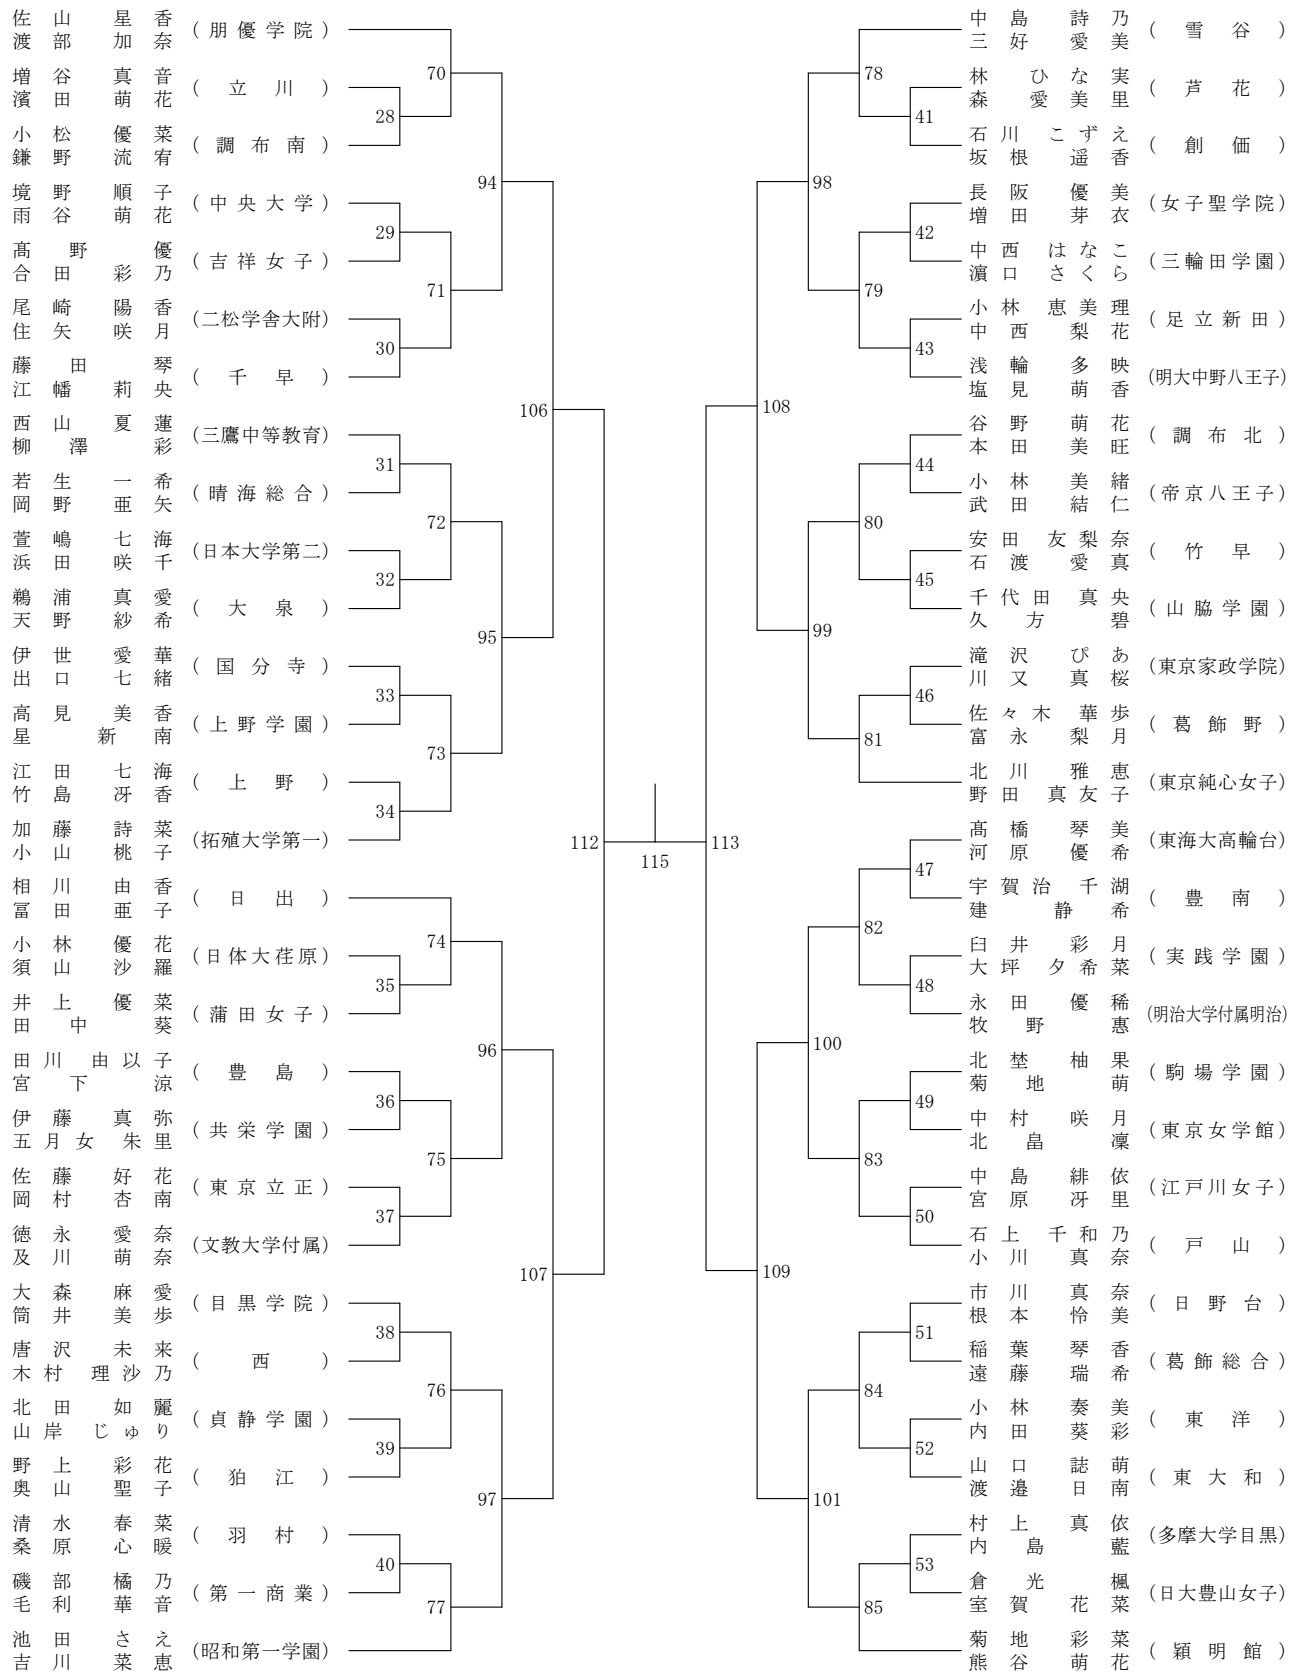 佐山星香
渡部加奈
(朋優学院)
増谷真音
濱田萌花
(立川)
小松優菜
鎌野流宥
(調布南)
境野順子
雨谷萌花
(中央大学)
髙野優
合田彩乃
(吉祥女子)
尾崎陽香
住矢咲月
(二松学舎大附)
藤田琴
江幡莉央
(千早)
西山夏蓮
柳澤彩
(三鷹中等教育)
若生一希
岡野亜矢
(晴海総合)
萱嶋七海
浜田咲千
(日本大学第二)
鵜浦真愛
天野紗希
(大泉)
伊世愛華
出口七緒
(国分寺)
高見美香
星新南
(上野学園)
江田七海
竹島冴香
(上野)
加藤詩菜
小山桃子
(拓殖大学第一)
相川由香
冨田亜子
(日出)
小林優花
須山沙羅
(日体大荏原)
井上優菜
田中葵
(蒲田女子)
田川由以子
宮下涼
(豊島)
伊藤真弥
五月女朱里
(共栄学園)
佐藤好花
岡村杏南
(東京立正)
徳永愛奈
及川萌奈
(文教大学付属)
大森麻愛
筒井美歩
(目黒学院)
唐沢未来
木村理沙乃
(西)
北田如麗
山岸じゅり
(貞静学園)
野上彩花
奥山聖子
(狛江)
清水春菜
桑原心暖
(羽村)
磯部橘乃
毛利華音
(第一商業)
池田さえ
吉川菜恵
(昭和第一学園)
28
29
30
31
32
33
34
35
36
37
38
39
40
70
71
72
73
74
75
76
77
94
95
96
97
106
107
112
115
113
108
109
98
99
100
101
78
79
80
81
82
83
84
85
41
42
43
44
45
46
47
48
49
50
51
52
53
中島詩乃
三好愛美
(雪谷)
林ひな実
森愛美里
(芦花)
石川こずえ
坂根遥香
(創価)
長阪優美
増田芽衣
(女子聖学院)
中西はなこ
濵口さくら
(三輪田学園)
小林恵美理
中西梨花
(足立新田)
浅輪多映
塩見萌香
(明大中野八王子)
谷野萌花
本田美旺
(調布北)
小林美緒
武田結仁
(帝京八王子)
安田友梨奈
石渡愛真
(竹早)
千代田真央
久方碧
(山脇学園)
滝沢ぴあ
川又真桜
(東京家政学院)
佐々木華歩
富永梨月
(葛飾野)
北川雅恵
野田真友子
(東京純心女子)
髙橋琴美
河原優希
(東海大高輪台)
宇賀治千湖
建静希
(豊南)
臼井彩月
大坪夕希菜
(実践学園)
永田優稀
牧野惠
(明治大学付属明治)
北埜柚果
菊地萌
(駒場学園)
中村咲月
北畠凜
(東京女学館)
中島緋依
宮原冴里
(江戸川女子)
石上千和乃
小川真奈
(戸山)
市川真奈
根本怜美
(日野台)
稲葉琴香
遠藤瑞希
(葛飾総合)
小林奏美
内田葵彩
(東洋)
山口誌萌
渡邉日南
(東大和)
村上真依
内島藍
(多摩大学目黒)
倉光楓
室賀花菜
(日大豊山女子)
菊地彩菜
熊谷萌花
(穎明館)